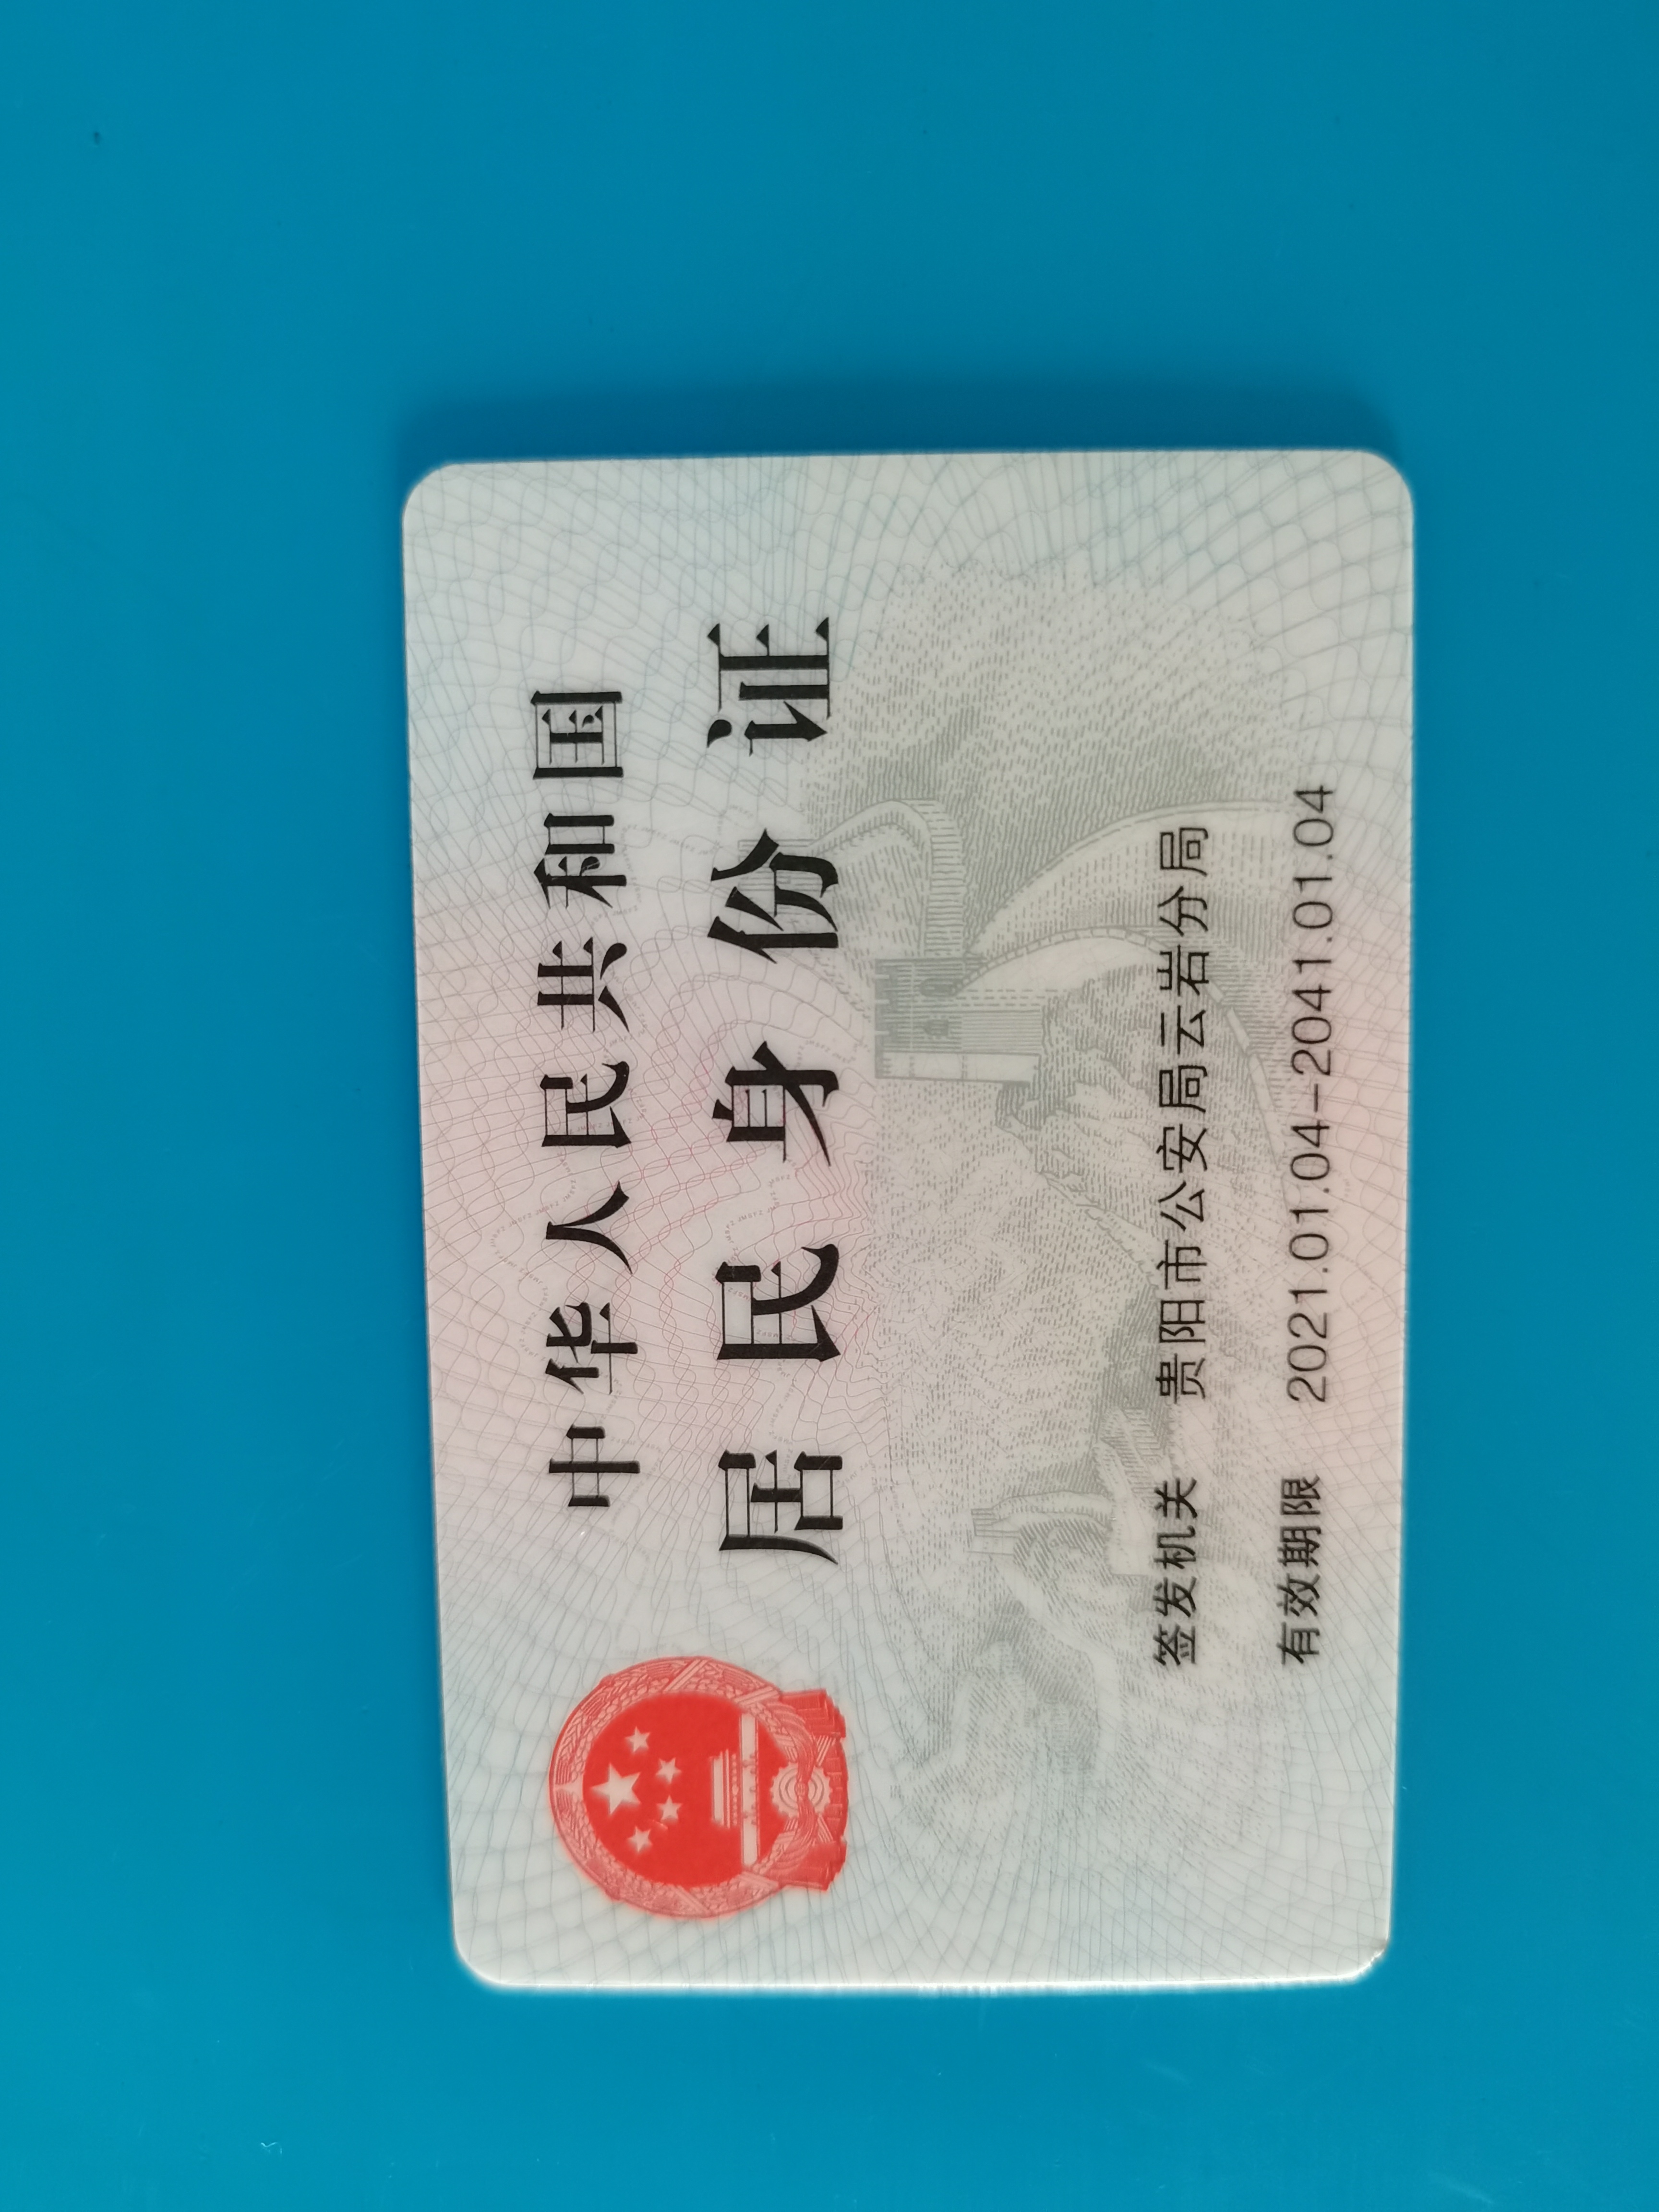 中华人民共和国
居民身份证
签发机关 贵阳市公安局云岩分局
有效期限 2021.01.04-2041.01.04